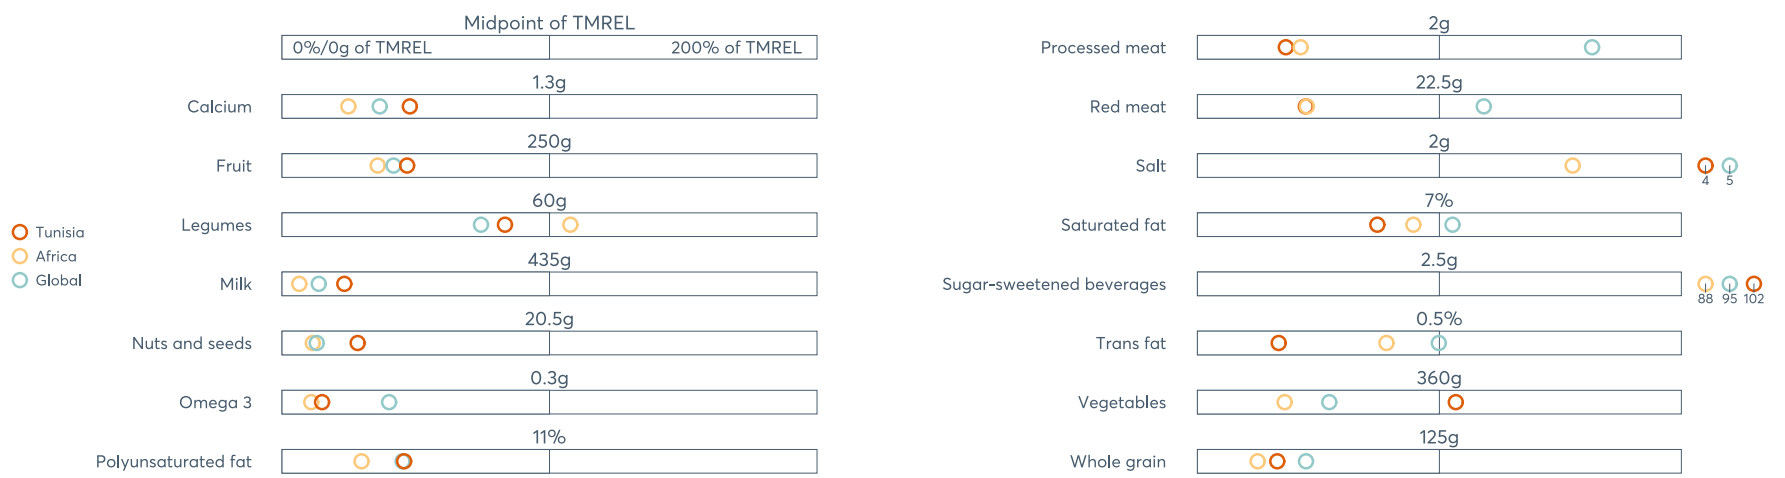 Midpoint of TMREL
0%/0g of TMREL 200% of TMREL
1.3g
Calcium
250g
Fruit
60g
Legumes
435g
Milk
20.5g
Nuts and seeds
0.3g
Omega 3
11%
Polyunsaturated fat
Tunisia
Africa
Global
2g
Processed meat
22.5g
Red meat
2g
Salt
4 5
7%
Saturated fat
2.5g
Sugar-sweetened beverages
88 95 102
0.5%
Trans fat
360g
Vegetables
125g
Whole grain